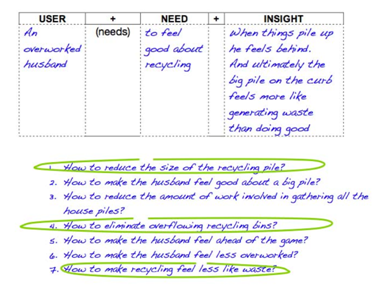 USER + NEED + INSIGHT
An overworked husband
(needs)
to feel good about recycling
When things pile up
he feels behind.
And ultimately the
big pile on the curb
feels more like
generating waste
than doing good
1. How to reduce the size of the recycling pile?
2. How to make the husband feel good about a big pile?
3. How to reduce the amount of work involved in gathering all the
house piles?
4. How to eliminate overflowing recycling bins?
5. How to make the husband feel ahead of the game?
6. How to make the husband feel less overworked?
7. How to make recycling feel less like waste?